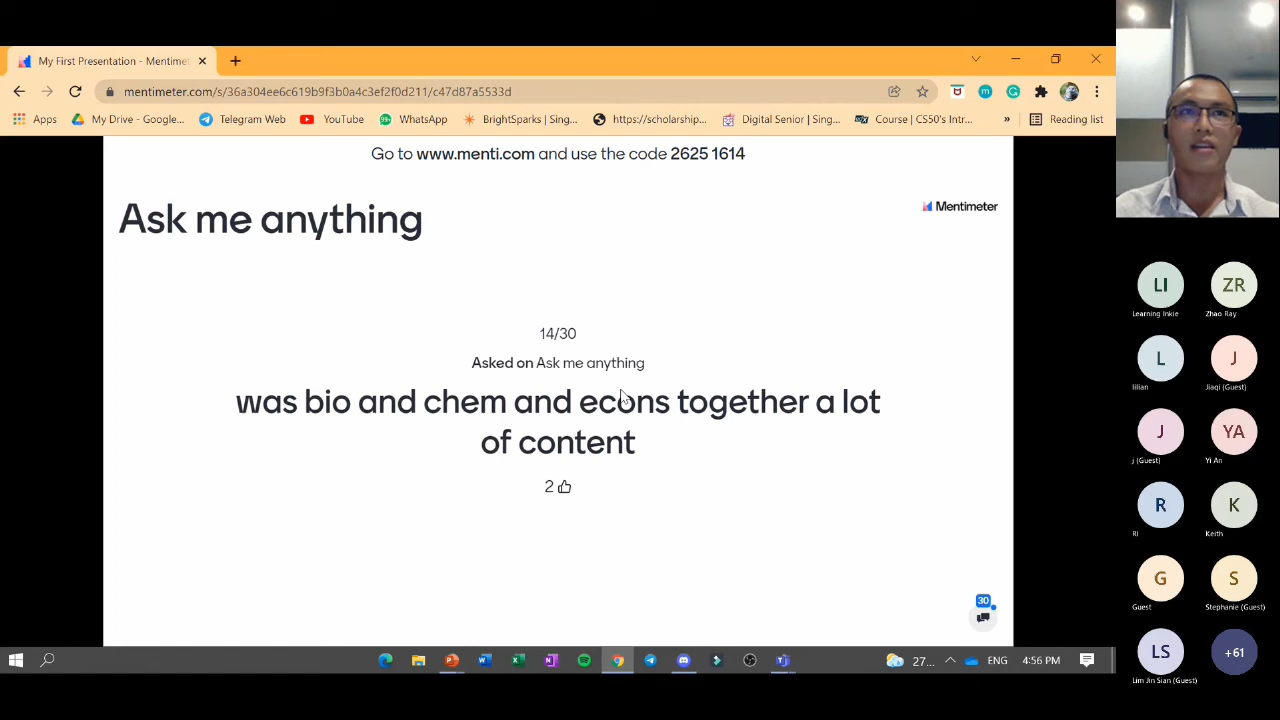 My First Presentation - Mentimet
mentimeter.com/s/36a304ee6c619b9f3b0a4c3ef2f0d211/c47d87a5533d
Apps
My Drive - Google...
Telegram Web
YouTube
WhatsApp
BrightSparks | Sing...
https://scholarship...
Digital Senior | Sing...
Course | CS50's Intr...
»
Reading list
Go to www.menti.com and use the code 2625 1614
Ask me anything
Mentimeter
14/30
Asked on Ask me anything
was bio and chem and econs together a lot
of content
2
30
27...
ENG
4:56 PM
LI
Learning Inkie
ZR
Zhao Ray
L
lilian
J
Jiaqi (Guest)
J
j (Guest)
YA
Yi An
R
Ri
K
Keith
G
Guest
S
Stephanie (Guest)
LS
Lim Jin Sian (Guest)
+61